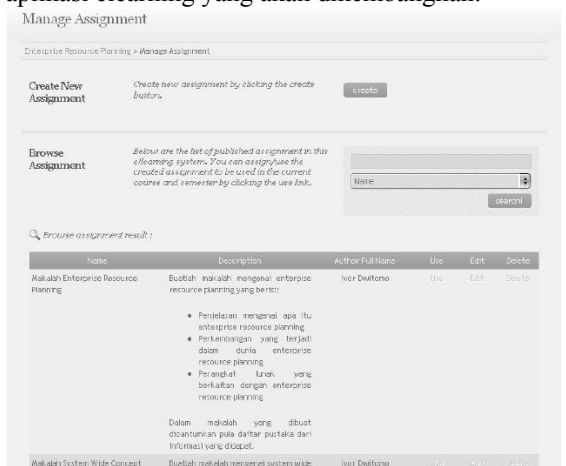 aplikasi elearning yang akan dikembangkan.
Manage Assignment
Enterprise Resource Planning > Manage Assignment
Create New
Assignment
Create new assignment by clicking the create
button.
create
Browse
Assignment
Below are the list of published assignment in this
elearning system. You can assign/use the
created assignment to be used in the current
course and semester by clicking the use link.
Name
search!
Browse assignment result :
Name Description Author Full Name Use Edit Delete
Makalah Enterprise Resource
Planning
Buatlah makalah mengenai enterpise
resource planning yang berisi:
Ivor Dwitomo Use Edit Delete
• Penjelasan mengenai apa itu
enterprise resource planning
• Perkembangan yang terjadi
dalam dunia enterprise
resource planning
• Perangkat lunak yang
berkaitan dengan enterprise
resource planning
Dalam makalah yang dibuat
dicantumkan pula daftar pustaka dari
informasi yang didapat.
Makalah System Wide Concept Buatlah makalah mengenai system wide Ivor Dwitomo Use Edit Delete